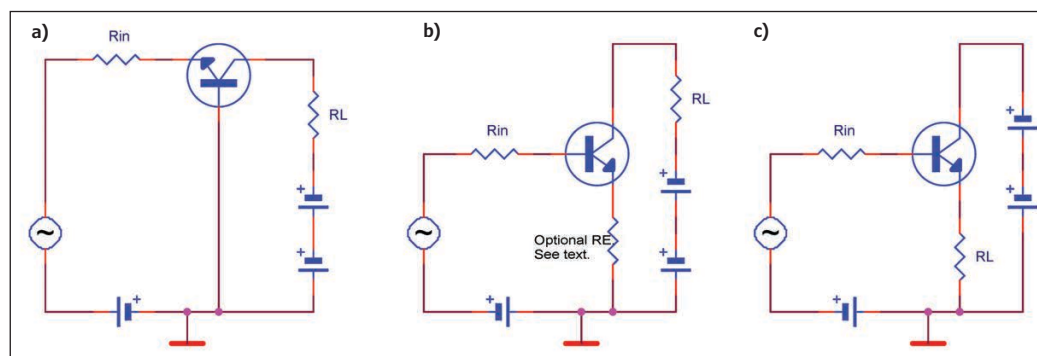 a)
Rin
RL
+
+
+
b)
Rin
RL
Optional RE.
See text.
+
+
+
c)
Rin
RL
+
+
+